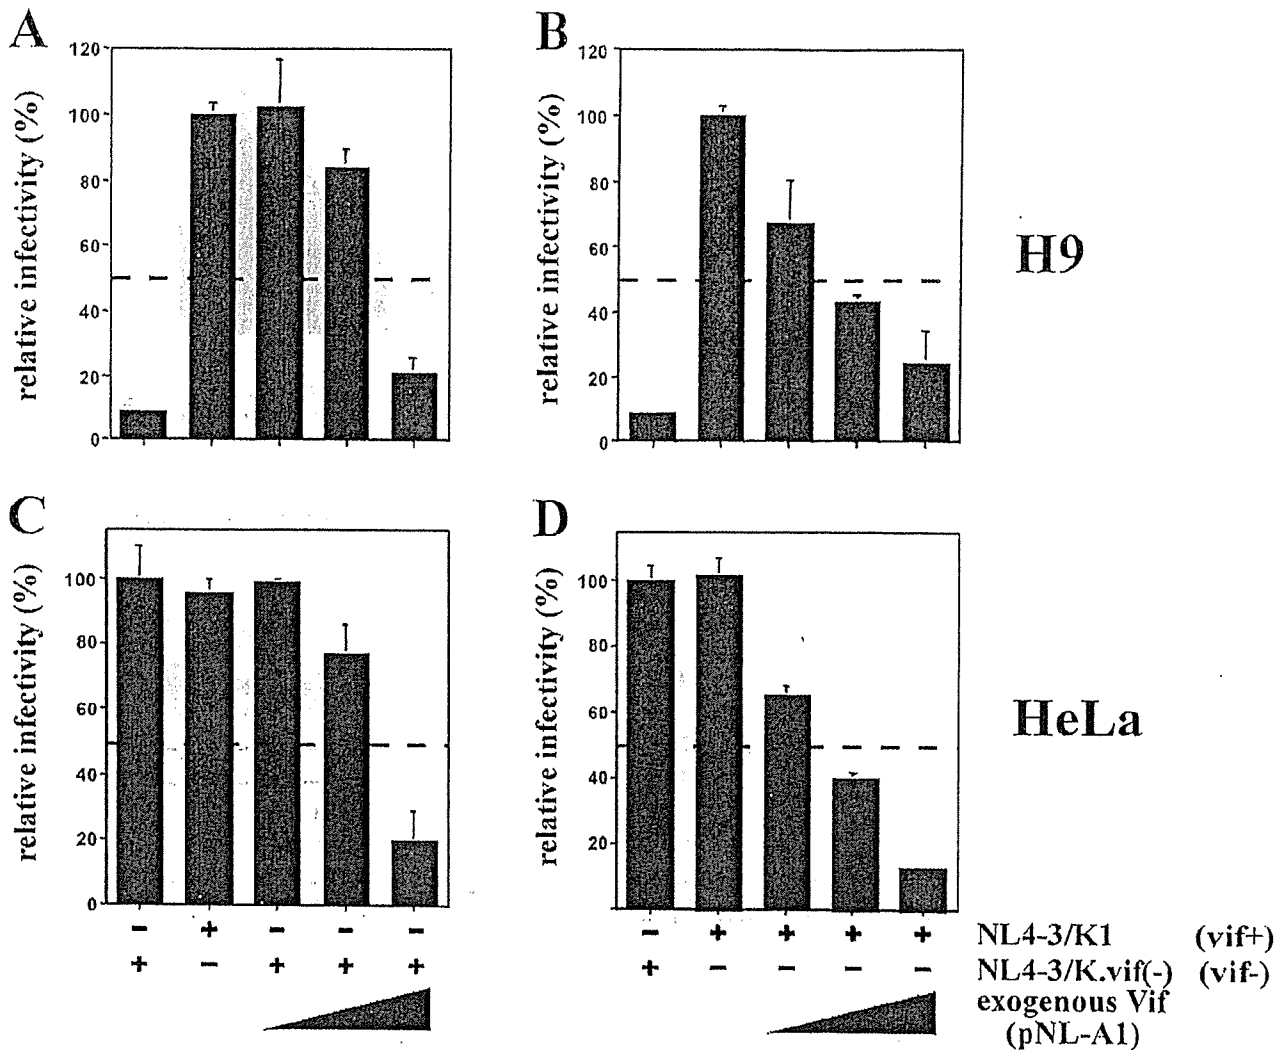 A
B
120
100
80
60
40
20
0
relative infectivity (%)
120
100
80
60
40
20
0
relative infectivity (%)
H9
C
D
100
80
60
40
20
0
relative infectivity (%)
100
80
60
40
20
relative infectivity (%)
HeLa
- + - - - - + + + + NL4-3/K1 (vif+)
+ - + + + + - - - - NL4-3/K.vif(-) (vif-)
exogenous Vif
(pNL-A1)